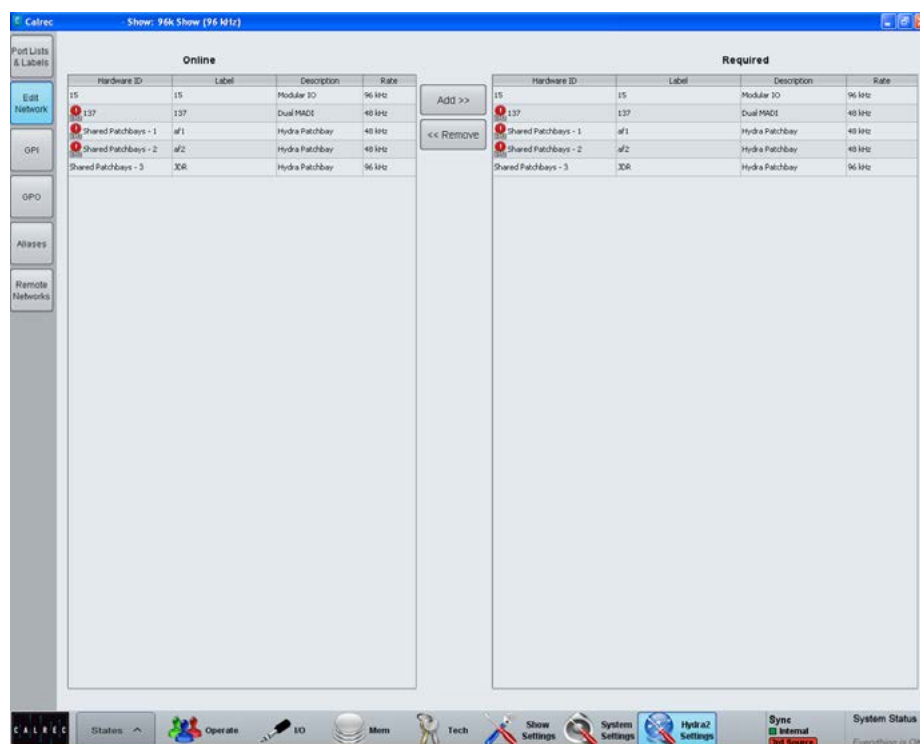 Calrec - Show: 96k Show (96 kHz)
Port Lists
& Labels
Edit
Network
GPI
GPO
Aliases
Remote
Networks
Online
Hardware ID Label Description Rate
15 15 Modular IO 96 kHz
137 137 Dual MADI 48 kHz
Shared Patchbays - 1 af1 Hydra Patchbay 48 kHz
Shared Patchbays - 2 af2 Hydra Patchbay 48 kHz
Shared Patchbays - 3 JDR Hydra Patchbay 96 kHz
Add >>
<< Remove
Required
Hardware ID Label Description Rate
15 15 Modular IO 96 kHz
137 137 Dual MADI 48 kHz
Shared Patchbays - 1 af1 Hydra Patchbay 48 kHz
Shared Patchbays - 2 af2 Hydra Patchbay 48 kHz
Shared Patchbays - 3 JDR Hydra Patchbay 96 kHz
CALREC
States
Operate
I/O
Mem
Tech
Show
Settings
System
Settings
Hydra2
Settings
Sync
Internal
3rd Source
System Status
Everything is OK